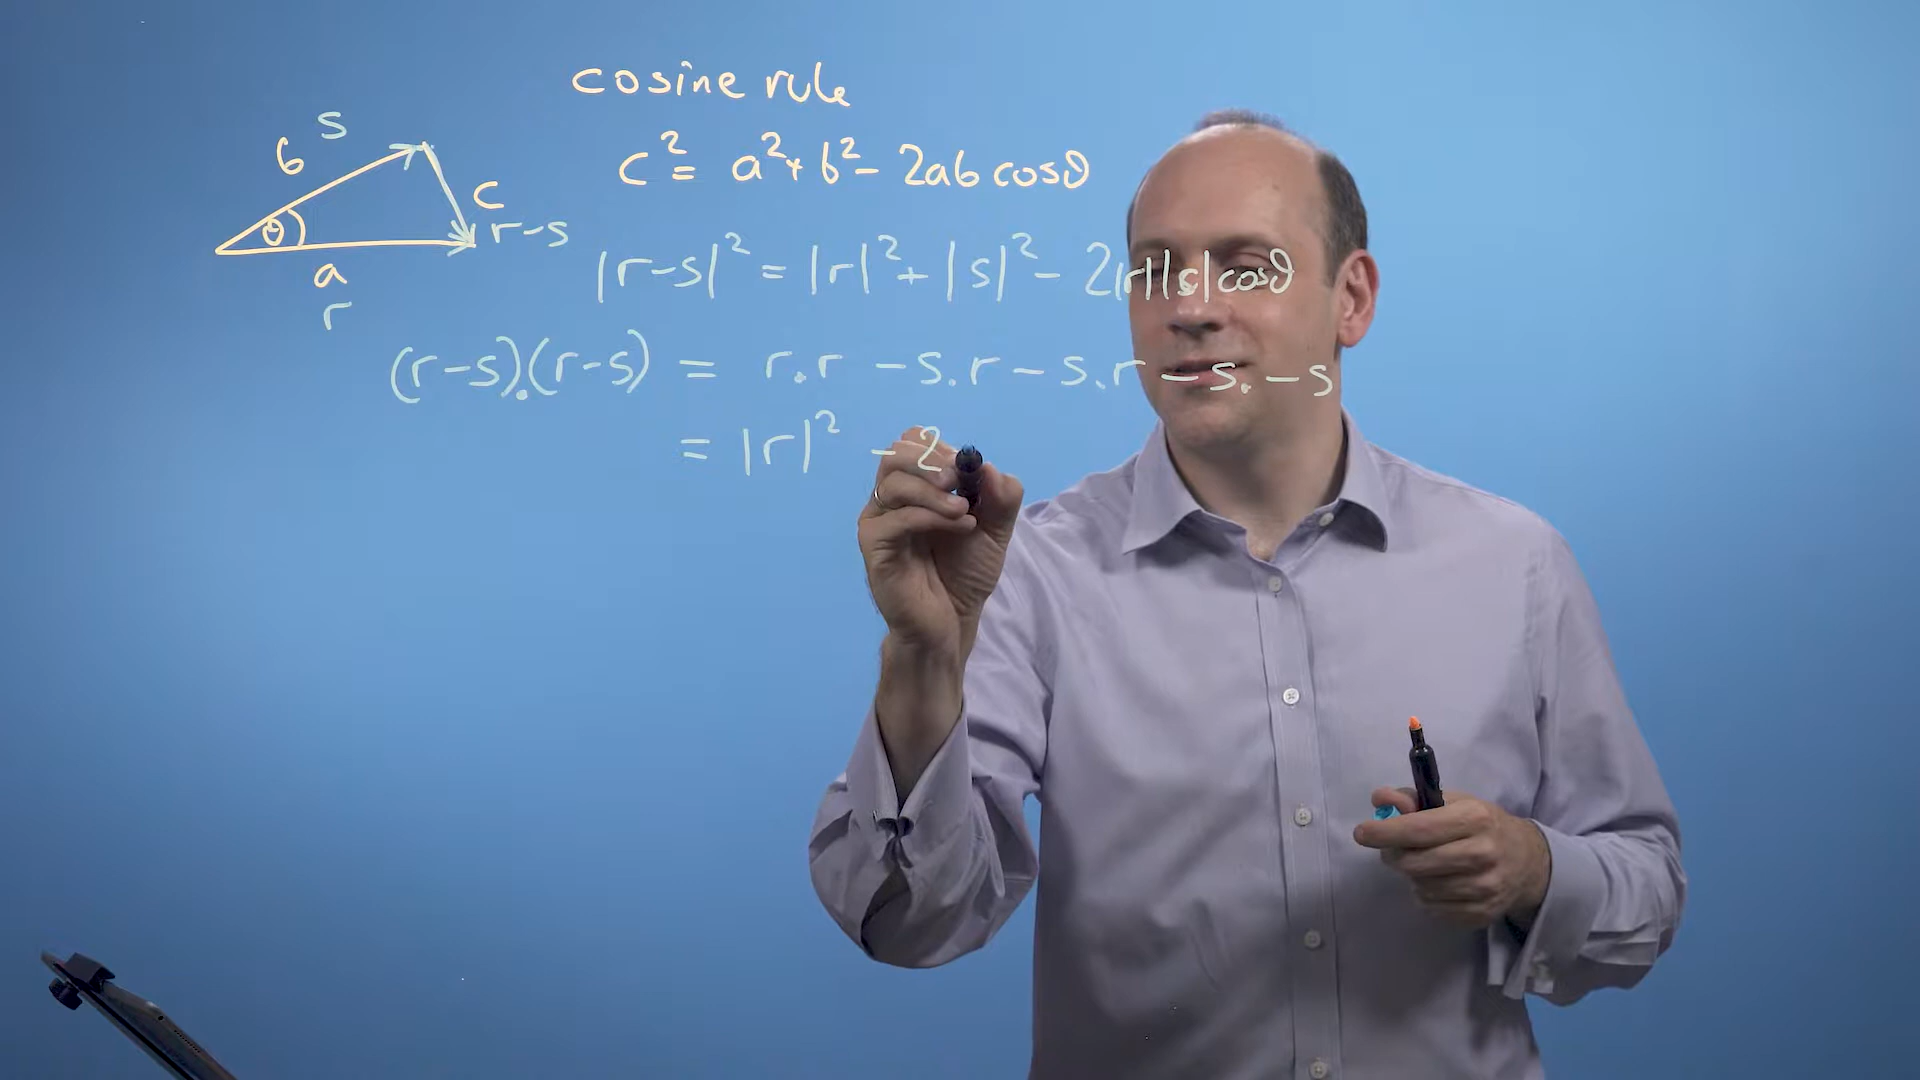 cosine rule
c² = a² + b² - 2ab cosθ
b s
θ
c
r-s
a
r
|r-s|² = |r|² + |s|² - 2|r||s| cosθ
(r-s).(r-s) = r.r - s.r - s.r - s.-s
= |r|² - 2